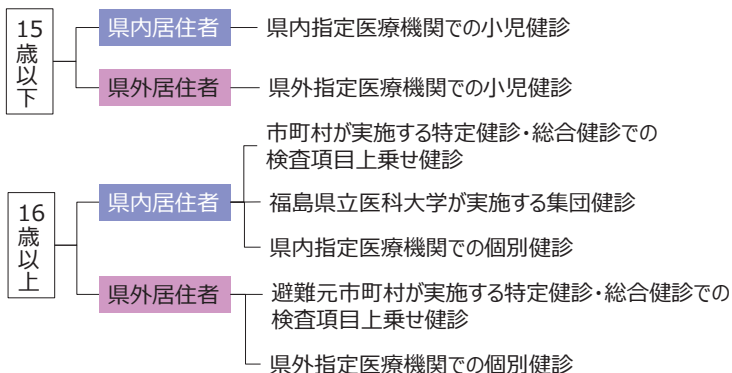 15歳以下
県内居住者
県内指定医療機関での小児健診
県外居住者
県外指定医療機関での小児健診
16歳以上
県内居住者
市町村が実施する特定健診・総合健診での
検査項目上乗せ健診
福島県立医科大学が実施する集団健診
県内指定医療機関での個別健診
県外居住者
避難元市町村が実施する特定健診・総合健診での
検査項目上乗せ健診
県外指定医療機関での個別健診